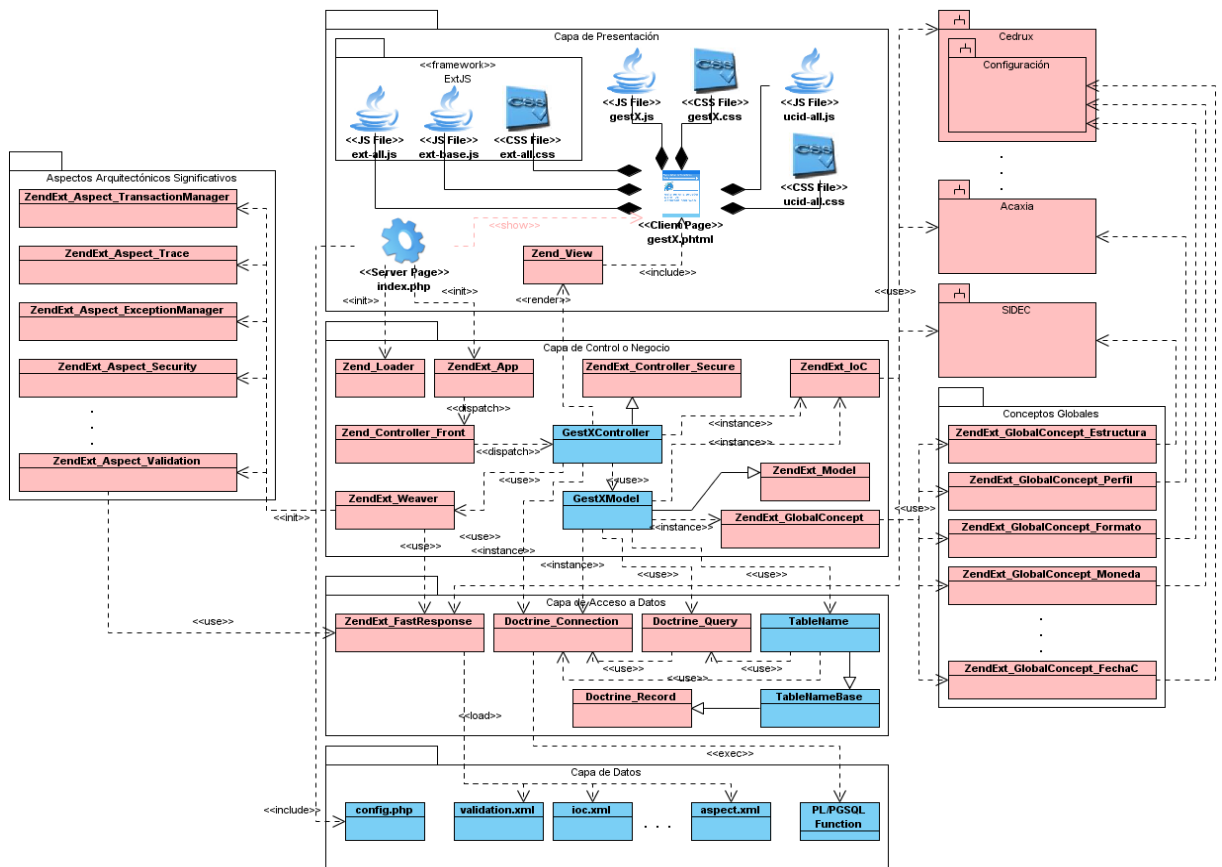 Capa de Presentación
<<framework>>
ExtJS
<<JS File>>
ext-all.js
<<JS File>>
ext-base.js
<<CSS File>>
ext-all.css
<<JS File>>
gestX.js
<<CSS File>>
gestX.css
<<JS File>>
ucid-all.js
<<CSS File>>
ucid-all.css
<<Client Page>>
gestX.phtml
<<show>>
<<Server Page>>
index.php
Zend_View
<<include>>
<<init>>
<<init>>
<<render>>
<<use>>
Cedrux
Configuración
.
.
.
Acaxia
SIDEC
Aspectos Arquitectónicos Significativos
ZendExt_Aspect_TransactionManager
ZendExt_Aspect_Trace
ZendExt_Aspect_ExceptionManager
ZendExt_Aspect_Security
.
.
.
ZendExt_Aspect_Validation
<<init>>
<<use>>
Capa de Control o Negocio
Zend_Loader
ZendExt_App
ZendExt_Controller_Secure
ZendExt_IoC
<<dispatch>>
<<instance>>
Zend_Controller_Front
GestXController
<<dispatch>>
<<instance>>
ZendExt_Model
<<use>>
<<use>>
ZendExt_Weaver
GestXModel
ZendExt_GlobalConcept
<<instance>>
<<use>>
<<use>>
<<use>>
<<instance>>
<<instance>>
<<use>>
<<use>>
Conceptos Globales
ZendExt_GlobalConcept_Estructura
ZendExt_GlobalConcept_Perfil
ZendExt_GlobalConcept_Formato
ZendExt_GlobalConcept_Moneda
.
.
.
ZendExt_GlobalConcept_FechaC
Capa de Acceso a Datos
ZendExt_FastResponse
Doctrine_Connection
Doctrine_Query
TableName
<<use>>
<<use>>
<<use>>
Doctrine_Record
TableNameBase
<<load>>
<<exec>>
Capa de Datos
<<include>>
config.php
validation.xml
ioc.xml
. . .
aspect.xml
PL/PGSQL
Function